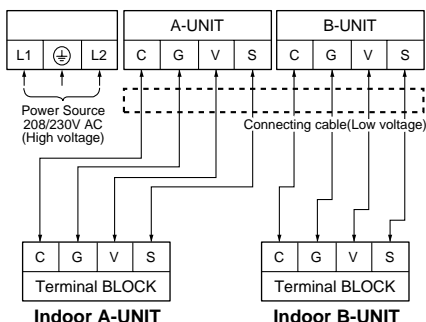 A-UNIT B-UNIT
L1 L2 C G V S C G V S
Power Source
208/230V AC
(High voltage)
Connecting cable(Low voltage)
C G V S C G V S
Terminal BLOCK Terminal BLOCK
Indoor A-UNIT Indoor B-UNIT